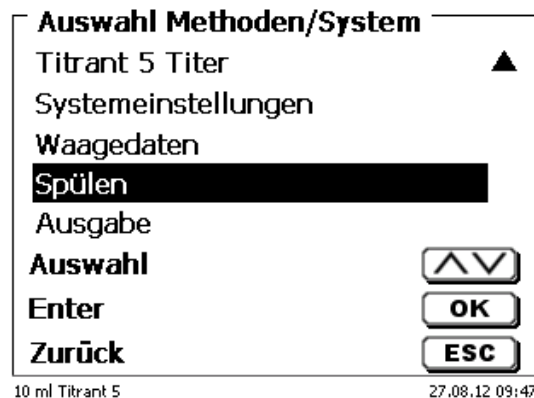 Auswahl Methoden/System
Titrant 5 Titer
Systemeinstellungen
Waagedaten
Spülen
Ausgabe
Auswahl
Enter OK
Zurück ESC
10 ml Titrant 5 27.08.12 09:47